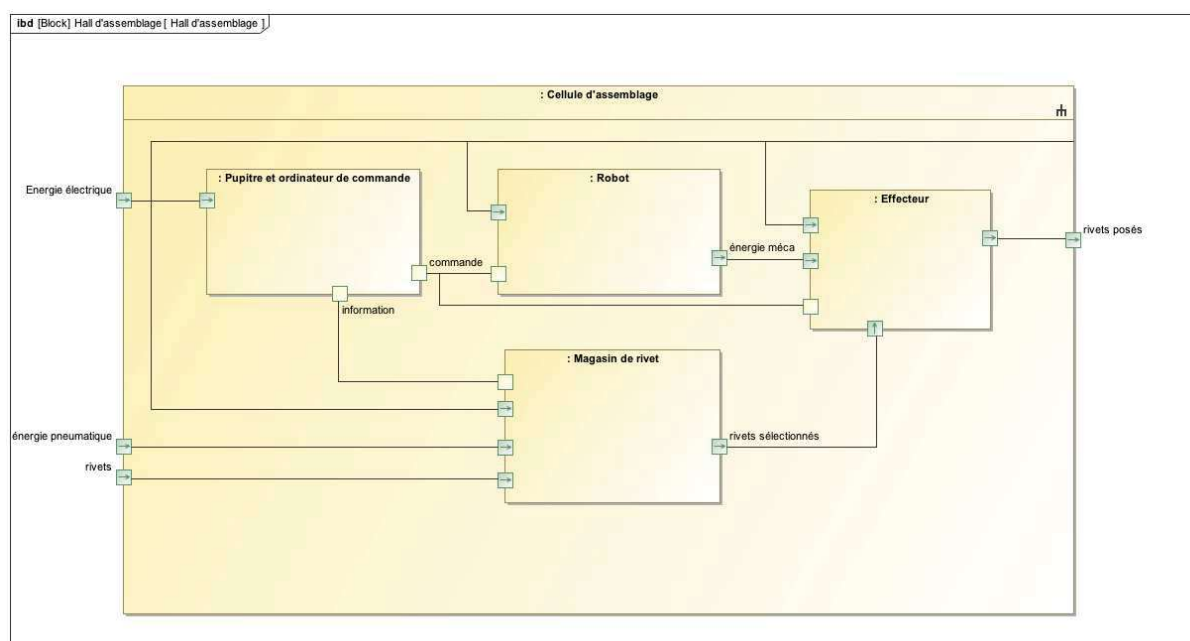 ibd [Block] Hall d'assemblage [ Hall d'assemblage ]
: Cellule d'assemblage
: Pupitre et ordinateur de commande
: Robot
: Effecteur
Energie électrique
rivets posés
énergie méca
commande
information
: Magasin de rivet
énergie pneumatique
rivets sélectionnés
rivets